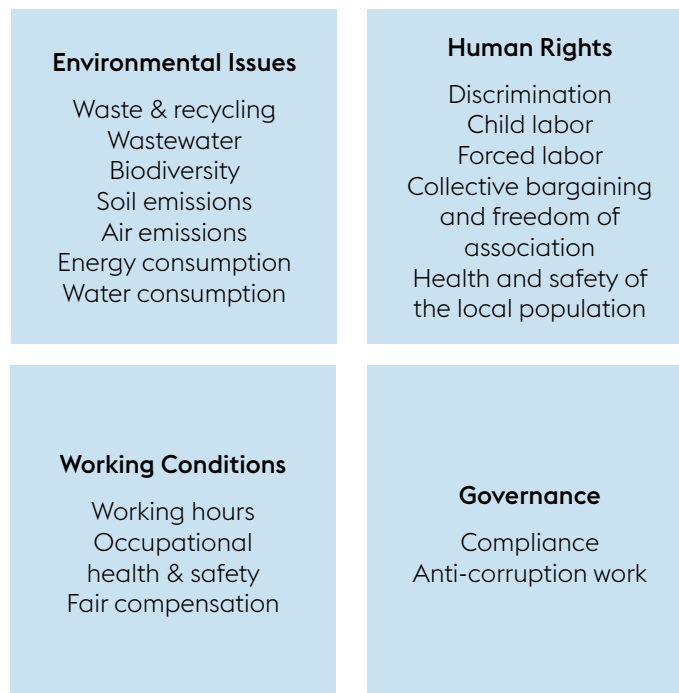 Environmental Issues
Waste & recycling
Wastewater
Biodiversity
Soil emissions
Air emissions
Energy consumption
Water consumption
Human Rights
Discrimination
Child labor
Forced labor
Collective bargaining
and freedom of
association
Health and safety of
the local population
Working Conditions
Working hours
Occupational
health & safety
Fair compensation
Governance
Compliance
Anti-corruption work